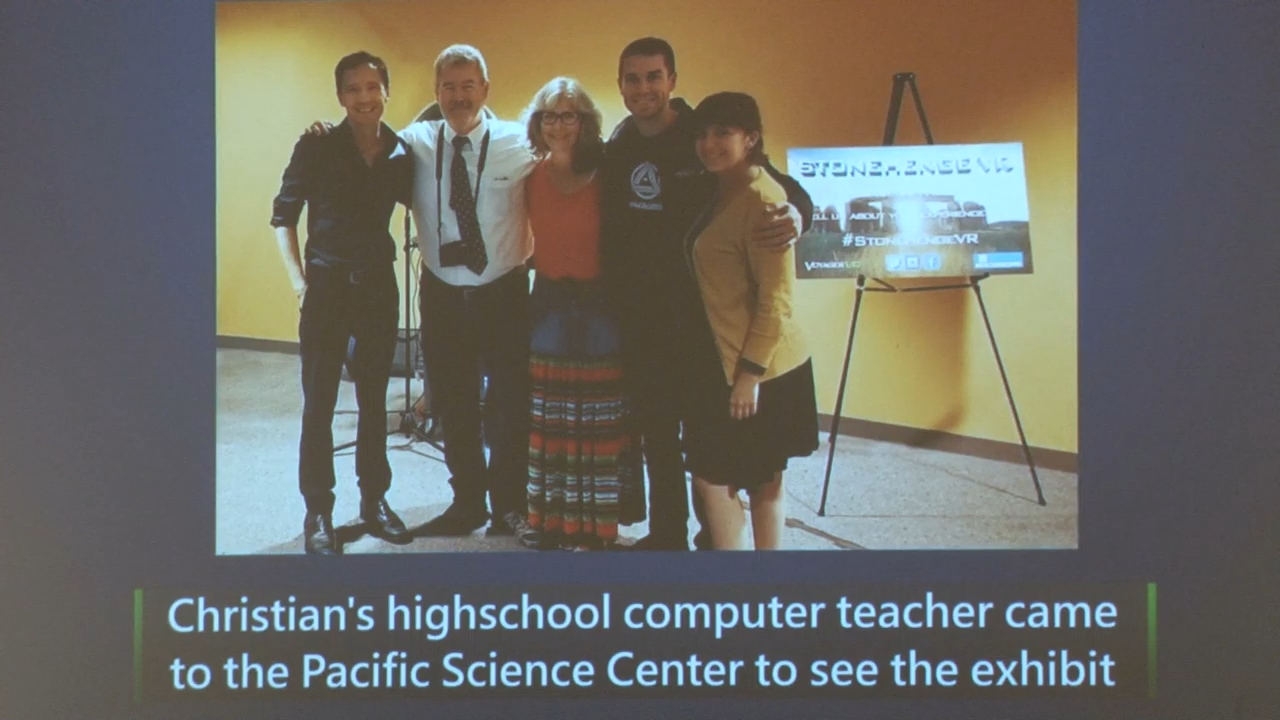 STONEHENGE VR
#STONEHENGEVR
Christian's highschool computer teacher came
to the Pacific Science Center to see the exhibit